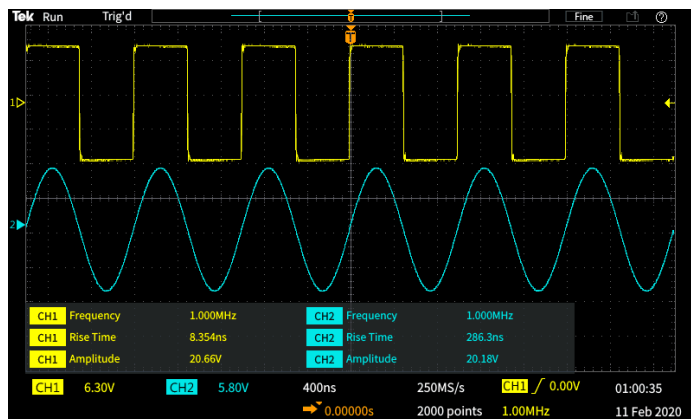 Tek Run Trig'd Fine
T
T
1
2
CH1 Frequency 1.000MHz CH2 Frequency 1.000MHz
CH1 Rise Time 8.354ns CH2 Rise Time 286.3ns
CH1 Amplitude 20.66V CH2 Amplitude 20.18V
CH1 6.30V CH2 5.80V 400ns 250MS/s CH1 0.00V 01:00:35
0.00000s 2000 points 1.00MHz 11 Feb 2020